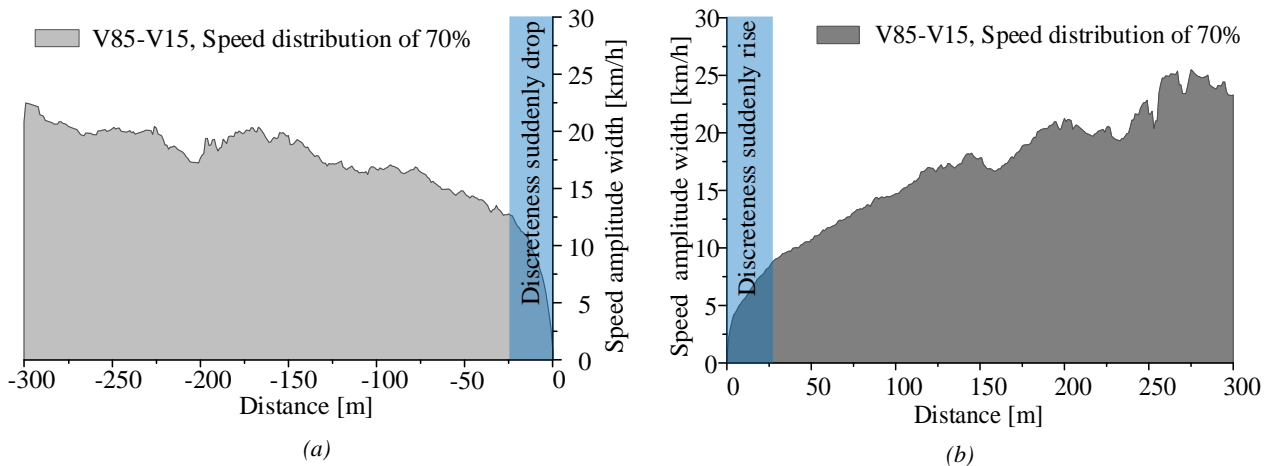 V85-V15, Speed distribution of 70%
30
25
20
15
10
5
0
Speed amplitude width [km/h]
Discreteness suddenly drop
-300
-250
-200
-150
-100
-50
0
Distance [m]
(a)
V85-V15, Speed distribution of 70%
30
25
20
15
10
5
0
Speed amplitude width [km/h]
Discreteness suddenly rise
0
50
100
150
200
250
300
Distance [m]
(b)